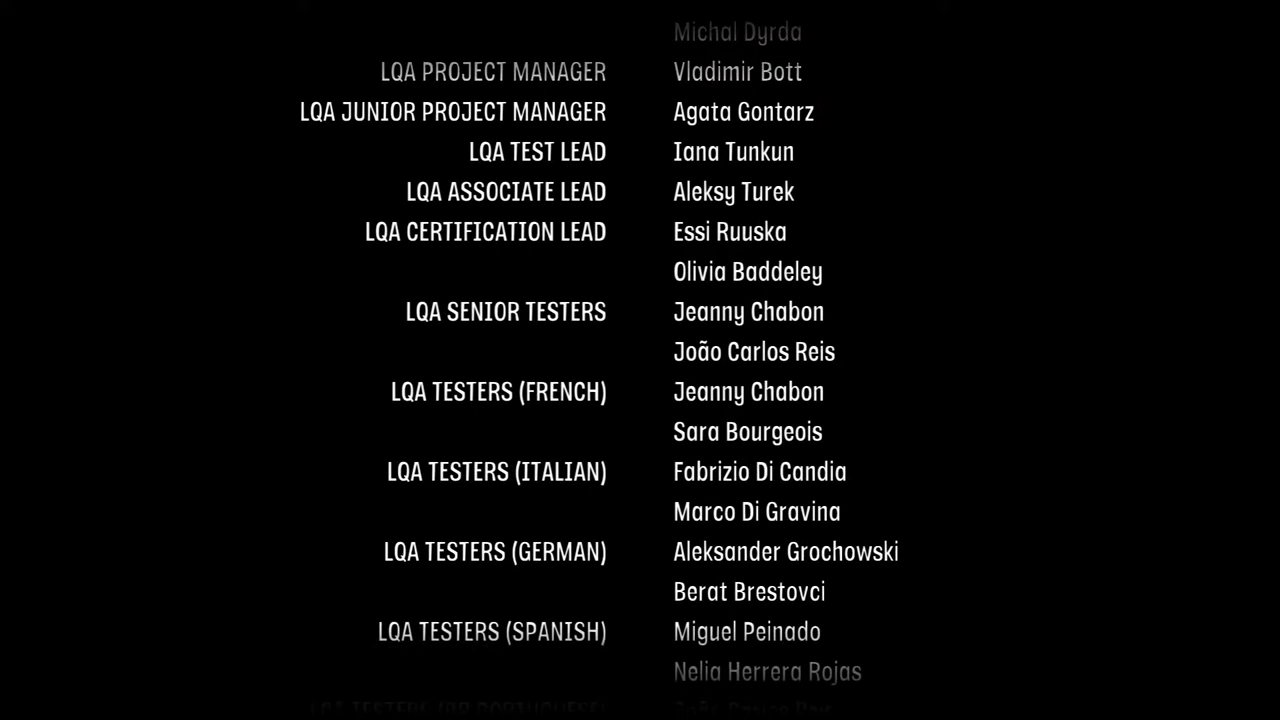 Michal Dyrda
LQA PROJECT MANAGER Vladimir Bott
LQA JUNIOR PROJECT MANAGER Agata Gontarz
LQA TEST LEAD Iana Tunkun
LQA ASSOCIATE LEAD Aleksy Turek
LQA CERTIFICATION LEAD Essi Ruuska
Olivia Baddeley
LQA SENIOR TESTERS Jeanny Chabon
João Carlos Reis
LQA TESTERS (FRENCH) Jeanny Chabon
Sara Bourgeois
LQA TESTERS (ITALIAN) Fabrizio Di Candia
Marco Di Gravina
LQA TESTERS (GERMAN) Aleksander Grochowski
Berat Brestovci
LQA TESTERS (SPANISH) Miguel Peinado
Nelia Herrera Rojas